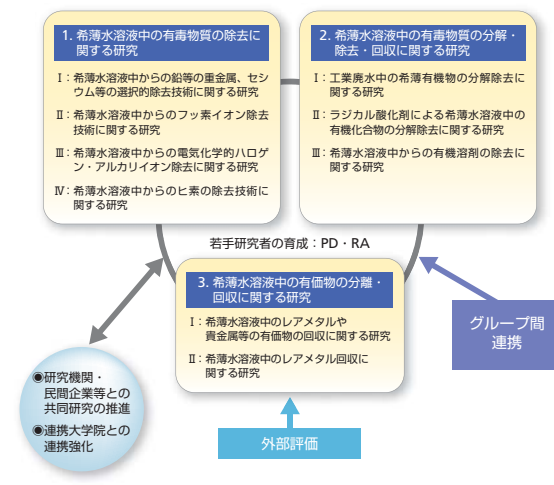 1. 希薄水溶液中の有毒物質の除去に
関する研究
Ⅰ：希薄水溶液中からの鉛等の重金属、セシ
ウム等の選択的除去技術に関する研究
Ⅱ：希薄水溶液中からのフッ素イオン除去
技術に関する研究
Ⅲ：希薄水溶液中からの電気化学的ハロゲ
ン・アルカリイオン除去に関する研究
Ⅳ：希薄水溶液中からのヒ素の除去技術に
関する研究
2. 希薄水溶液中の有毒物質の分解・
除去・回収に関する研究
Ⅰ：工業廃水中の希薄有機物の分解除去に
関する研究
Ⅱ：ラジカル酸化剤による希薄水溶液中の
有機化合物の分解除去に関する研究
Ⅲ：希薄水溶液中からの有機溶剤の除去に
関する研究
若手研究者の育成：PD・RA
3. 希薄水溶液中の有価物の分離・
回収に関する研究
Ⅰ：希薄水溶液中のレアメタルや
貴金属等の有価物の回収に関する研究
Ⅱ：希薄水溶液中のレアメタル回収に
関する研究
グループ間
連携
◉研究機関・
民間企業等との
共同研究の推進
◉連携大学院との
連携強化
外部評価